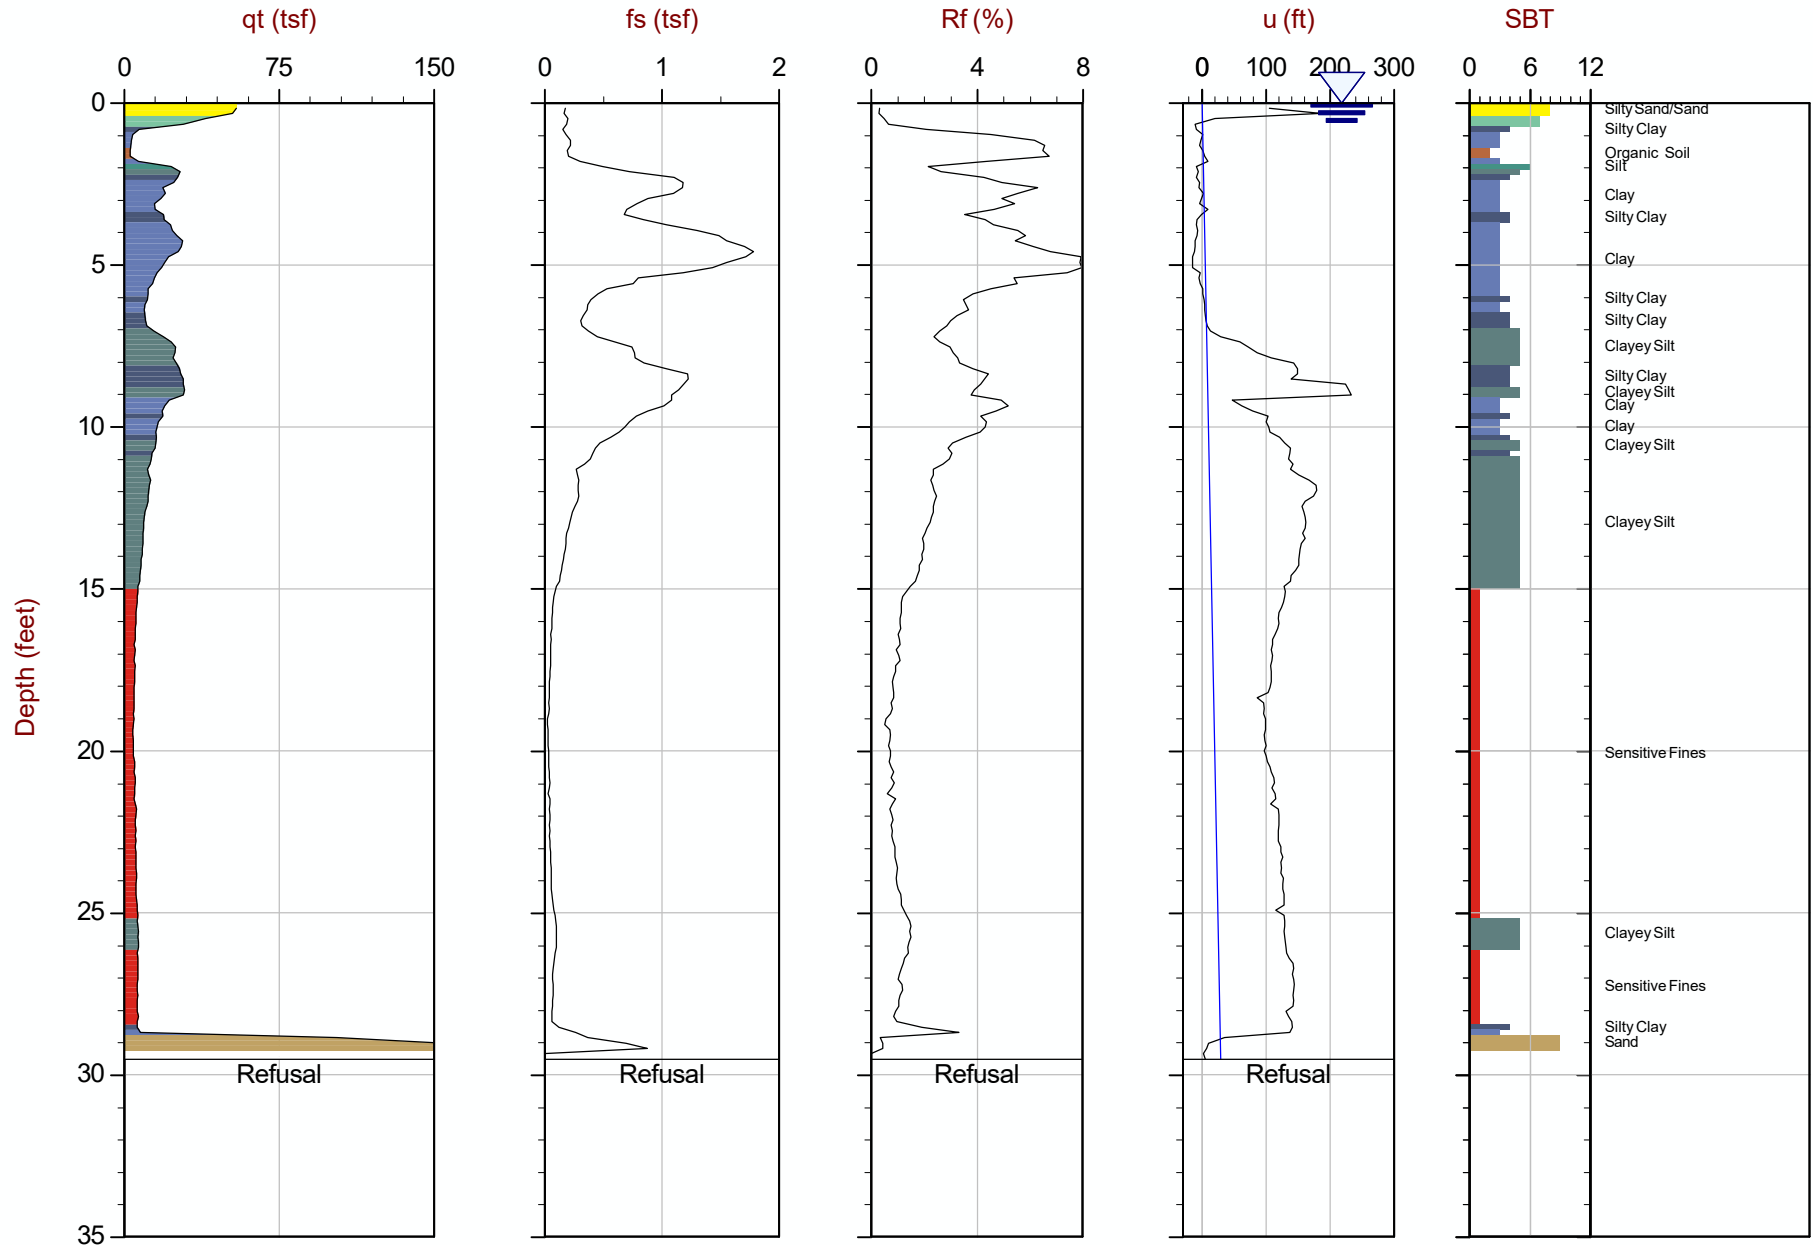 qt (tsf) fs (tsf) Rf (%) u (ft) SBT
0 75 150 0 1 2 0 4 8 0 100 200 300 0 6 12
0
Silty Sand/Sand
Silty Clay
Organic Soil
Silt
Clay
Silty Clay
Clay
5
Silty Clay
Silty Clay
Clayey Silt
Silty Clay
Clayey Silt
Clay
Clay
10
Clayey Silt
Clayey Silt
15
Depth (feet)
20 Sensitive Fines
25
Clayey Silt
Sensitive Fines
Silty Clay
Sand
Refusal Refusal Refusal Refusal
30
35